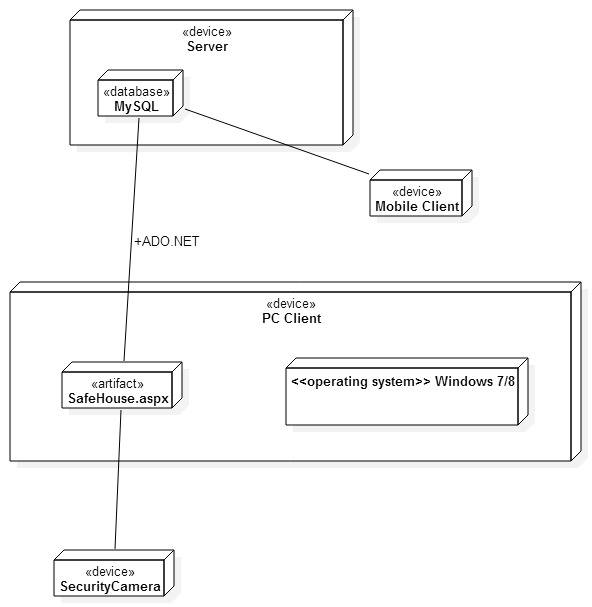 «device»
Server
«database»
MySQL
«device»
Mobile Client
+ADO.NET
«device»
PC Client
«artifact»
SafeHouse.aspx
<<operating system>> Windows 7/8
«device»
SecurityCamera